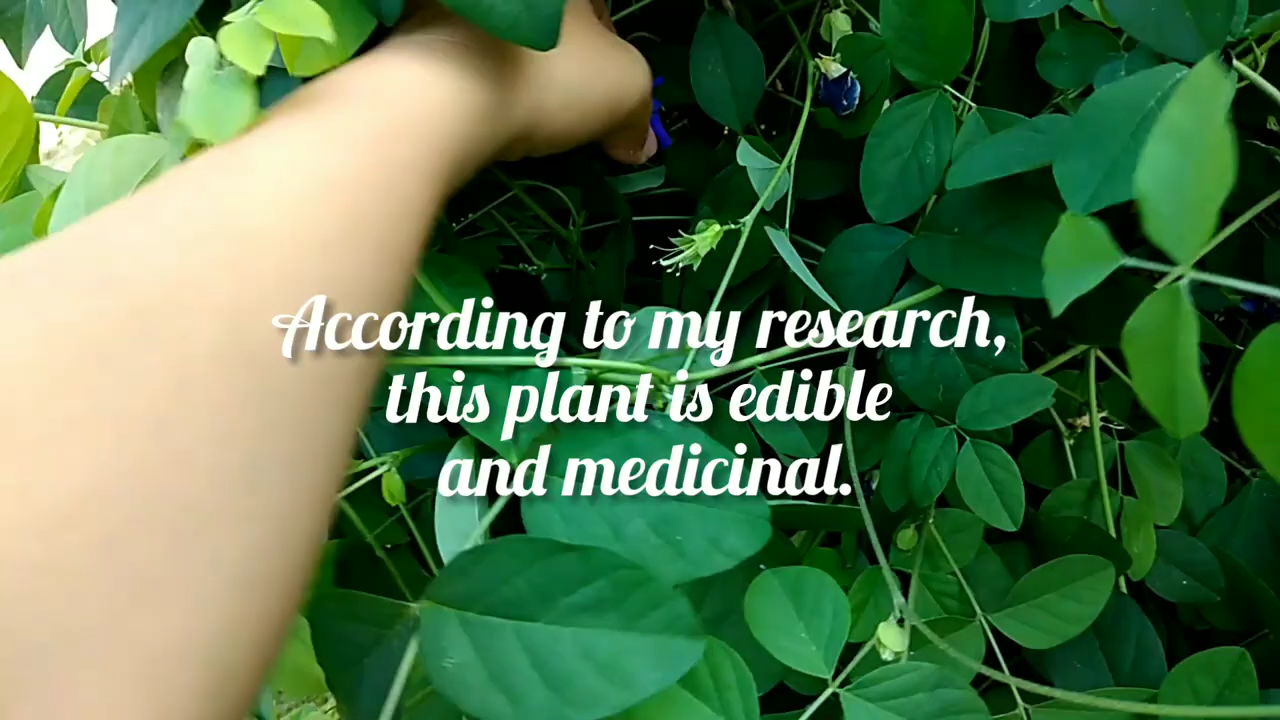 According to my research,
this plant is edible
and medicinal.